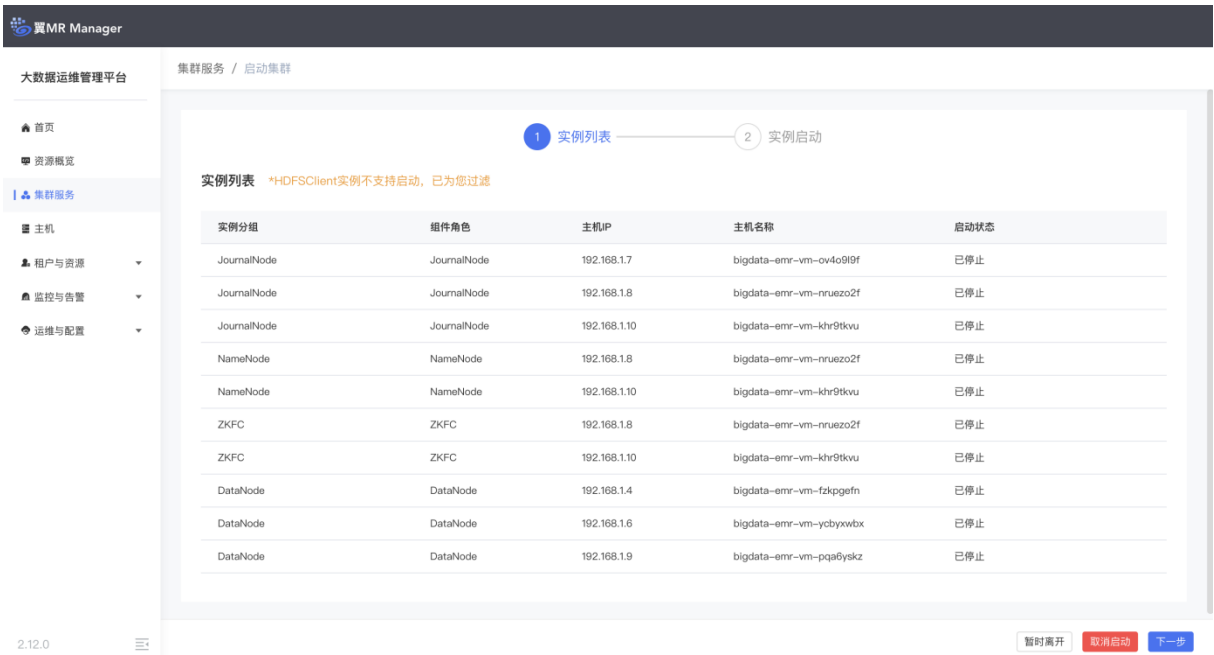 翼MR Manager
大数据运维管理平台
集群服务 / 启动集群
首页
资源概览
集群服务
主机
租户与资源
监控与告警
运维与配置
1 实例列表 2 实例启动
实例列表 *HDFSClient实例不支持启动，已为您过滤
实例分组 组件角色 主机IP 主机名称 启动状态
JournalNode JournalNode 192.168.1.7 bigdata-emr-vm-ov4o9l9f 已停止
JournalNode JournalNode 192.168.1.8 bigdata-emr-vm-nruezo2f 已停止
JournalNode JournalNode 192.168.1.10 bigdata-emr-vm-khr9tkvu 已停止
NameNode NameNode 192.168.1.8 bigdata-emr-vm-nruezo2f 已停止
NameNode NameNode 192.168.1.10 bigdata-emr-vm-khr9tkvu 已停止
ZKFC ZKFC 192.168.1.8 bigdata-emr-vm-nruezo2f 已停止
ZKFC ZKFC 192.168.1.10 bigdata-emr-vm-khr9tkvu 已停止
DataNode DataNode 192.168.1.4 bigdata-emr-vm-fzkpgefn 已停止
DataNode DataNode 192.168.1.6 bigdata-emr-vm-ycbyxwbx 已停止
DataNode DataNode 192.168.1.9 bigdata-emr-vm-pqa6yskz 已停止
2.12.0
暂时离开 取消启动 下一步